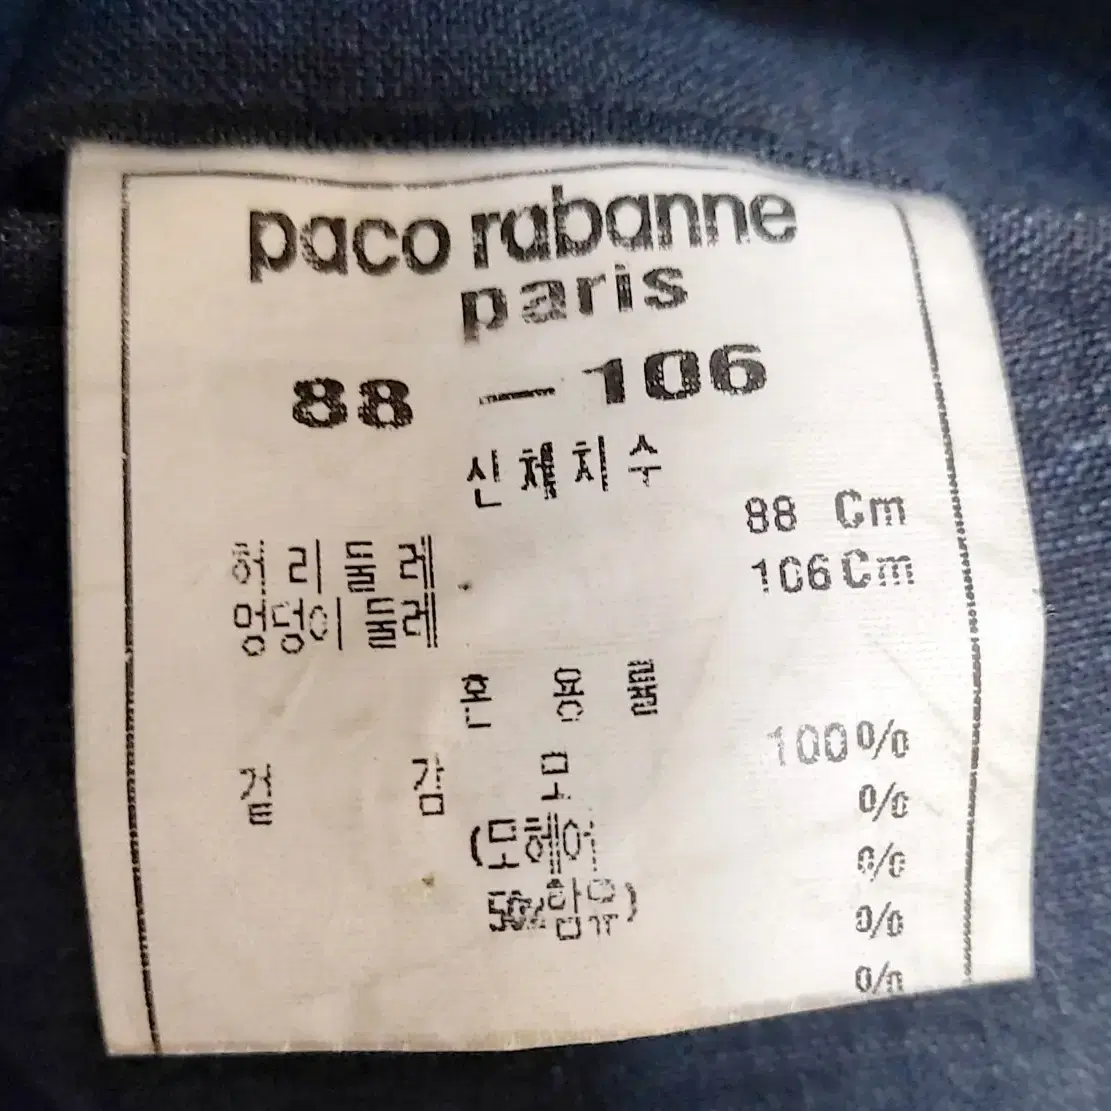 paco rabanne
paris
88 — 106
신체치수
허리둘레 88 Cm
엉덩이둘레 106 Cm
혼용율
겉감 모 100%
(모헤어 %
%
50% 함유) %
%